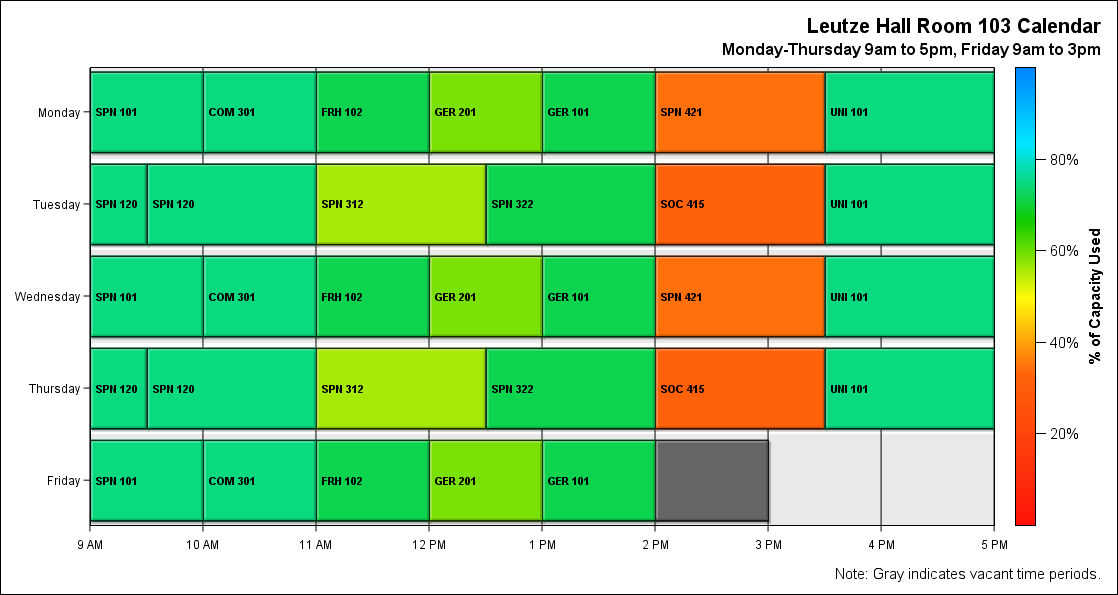 Leutze Hall Room 103 Calendar
Monday-Thursday 9am to 5pm, Friday 9am to 3pm
Monday
SPN 101
COM 301
FRH 102
GER 201
GER 101
SPN 421
UNI 101
Tuesday
SPN 120
SPN 120
SPN 312
SPN 322
SOC 415
UNI 101
Wednesday
SPN 101
COM 301
FRH 102
GER 201
GER 101
SPN 421
UNI 101
Thursday
SPN 120
SPN 120
SPN 312
SPN 322
SOC 415
UNI 101
Friday
SPN 101
COM 301
FRH 102
GER 201
GER 101
9 AM
10 AM
11 AM
12 PM
1 PM
2 PM
3 PM
4 PM
5 PM
80%
60%
40%
20%
% of Capacity Used
Note: Gray indicates vacant time periods.